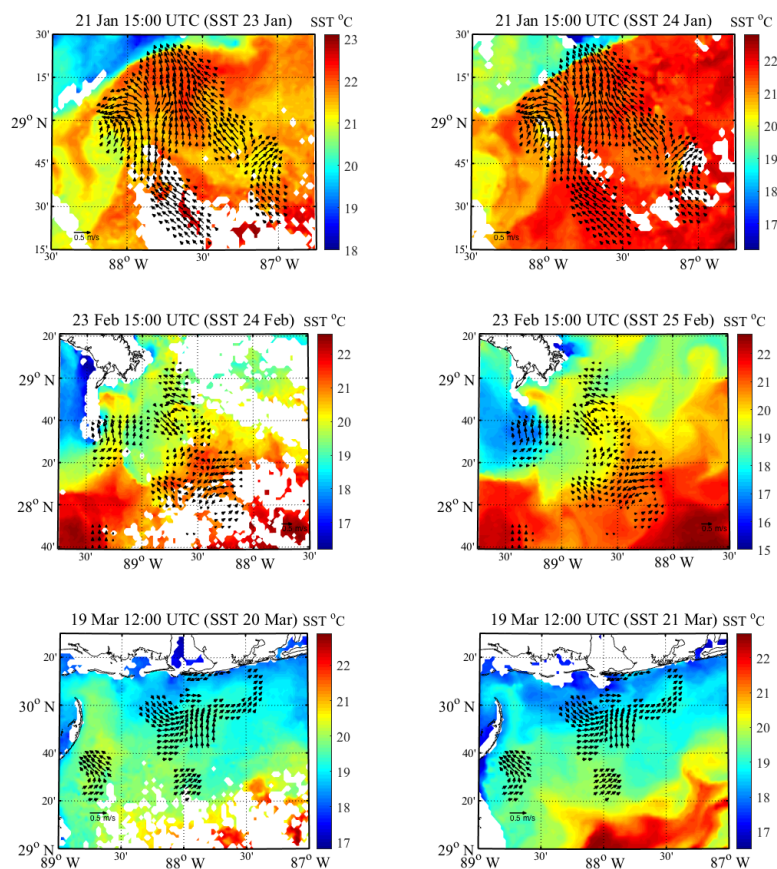 21 Jan 15:00 UTC (SST 23 Jan) SST °C
30'
15'
29° N
45'
30'
15'
0.5 m/s
30' 88° W 30' 87° W
23
22
21
20
19
18
21 Jan 15:00 UTC (SST 24 Jan) SST °C
30'
15'
29° N
45'
30'
15'
0.5 m/s
30' 88° W 30' 87° W
22
21
20
19
18
17
23 Feb 15:00 UTC (SST 24 Feb) SST °C
20'
29° N
40'
20'
28° N
40'
0.5 m/s
89° W 30' 88° W 30'
22
21
20
19
18
17
23 Feb 15:00 UTC (SST 25 Feb) SST °C
20'
29° N
40'
20'
28° N
40'
0.5 m/s
89° W 30' 88° W 30'
22
21
20
19
18
17
16
15
19 Mar 12:00 UTC (SST 20 Mar) SST °C
20'
30° N
40'
20'
29° N
0.5 m/s
89° W 30' 88° W 30' 87° W
22
21
20
19
18
17
19 Mar 12:00 UTC (SST 21 Mar) SST °C
20'
30° N
40'
20'
29° N
0.5 m/s
89° W 30' 88° W 30' 87° W
22
21
20
19
18
17